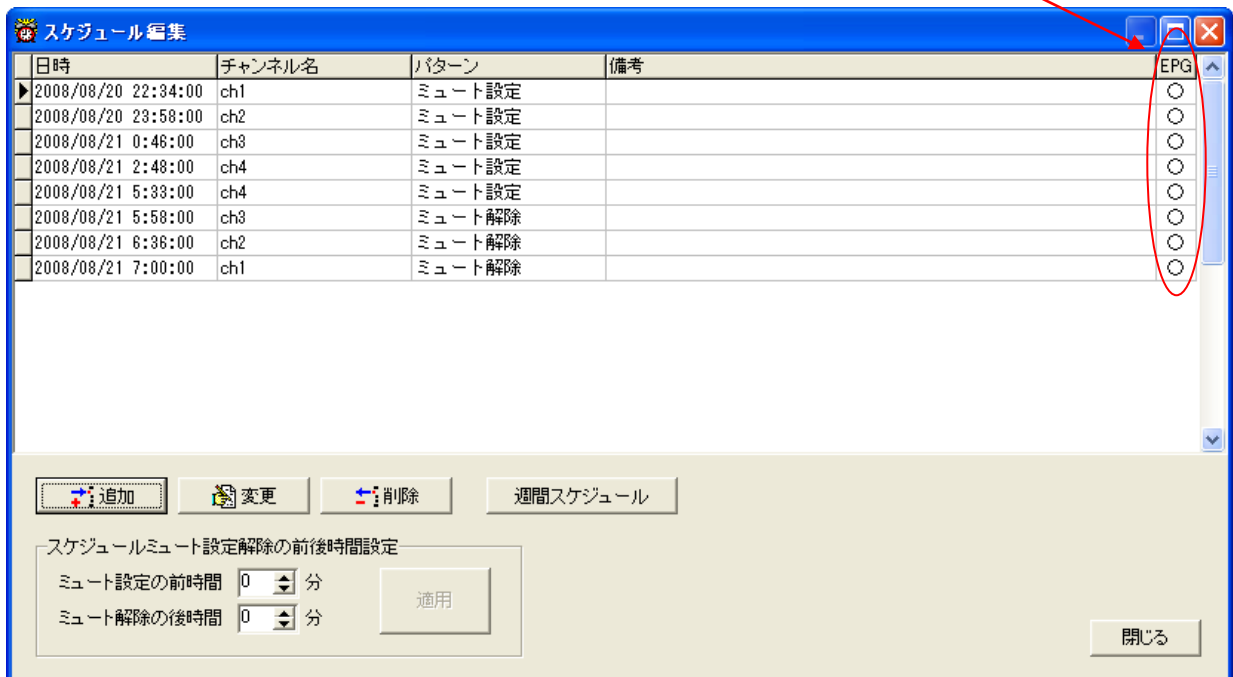 スケジュール編集
日時 チャンネル名 パターン 備考 EPG
2008/08/20 22:34:00 ch1 ミュート設定 ○
2008/08/20 23:58:00 ch2 ミュート設定 ○
2008/08/21 0:46:00 ch3 ミュート設定 ○
2008/08/21 2:48:00 ch4 ミュート設定 ○
2008/08/21 5:33:00 ch4 ミュート設定 ○
2008/08/21 5:58:00 ch3 ミュート解除 ○
2008/08/21 6:36:00 ch2 ミュート解除 ○
2008/08/21 7:00:00 ch1 ミュート解除 ○
追加 変更 削除 週間スケジュール
スケジュールミュート設定解除の前後時間設定
ミュート設定の前時間 0 分
適用
ミュート解除の後時間 0 分
閉じる